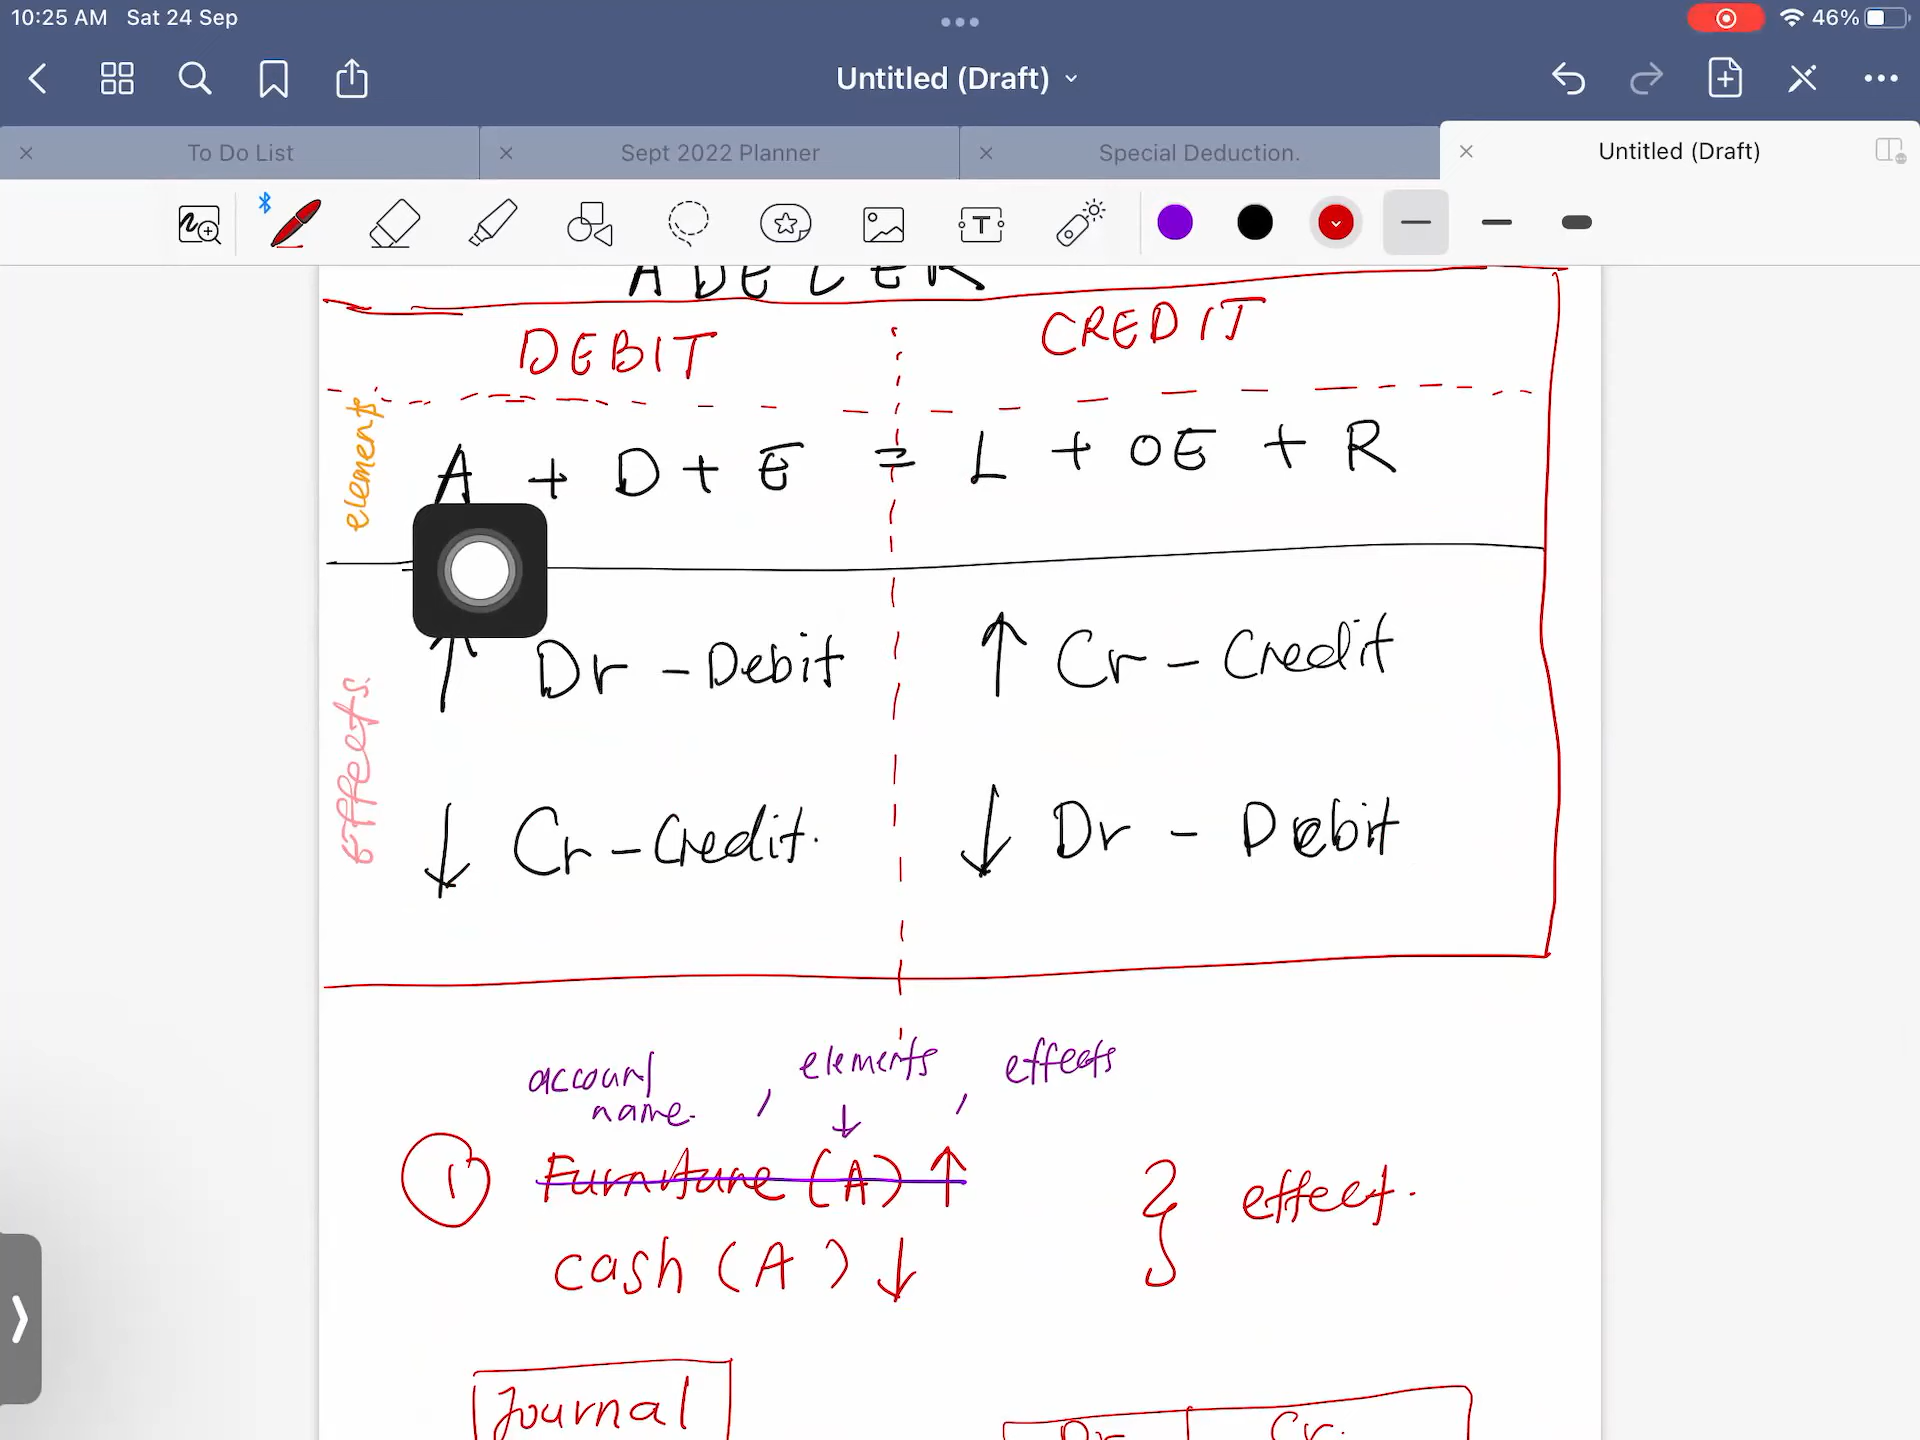 10:25 AM Sat 24 Sep
46%
Untitled (Draft)
To Do List
Sept 2022 Planner
Special Deduction.
Untitled (Draft)
T
ADELER
DEBIT
CREDIT
elements
A + D + E = L + OE + R
effects.
↑ Dr - Debit
↑ Cr - Credit
↓ Cr - Credit.
↓ Dr - Debit
account name. , elements , effects
↓
① Furniture (A) ↑
cash (A) ↓
} effect.
Journal
Dr
Cr.